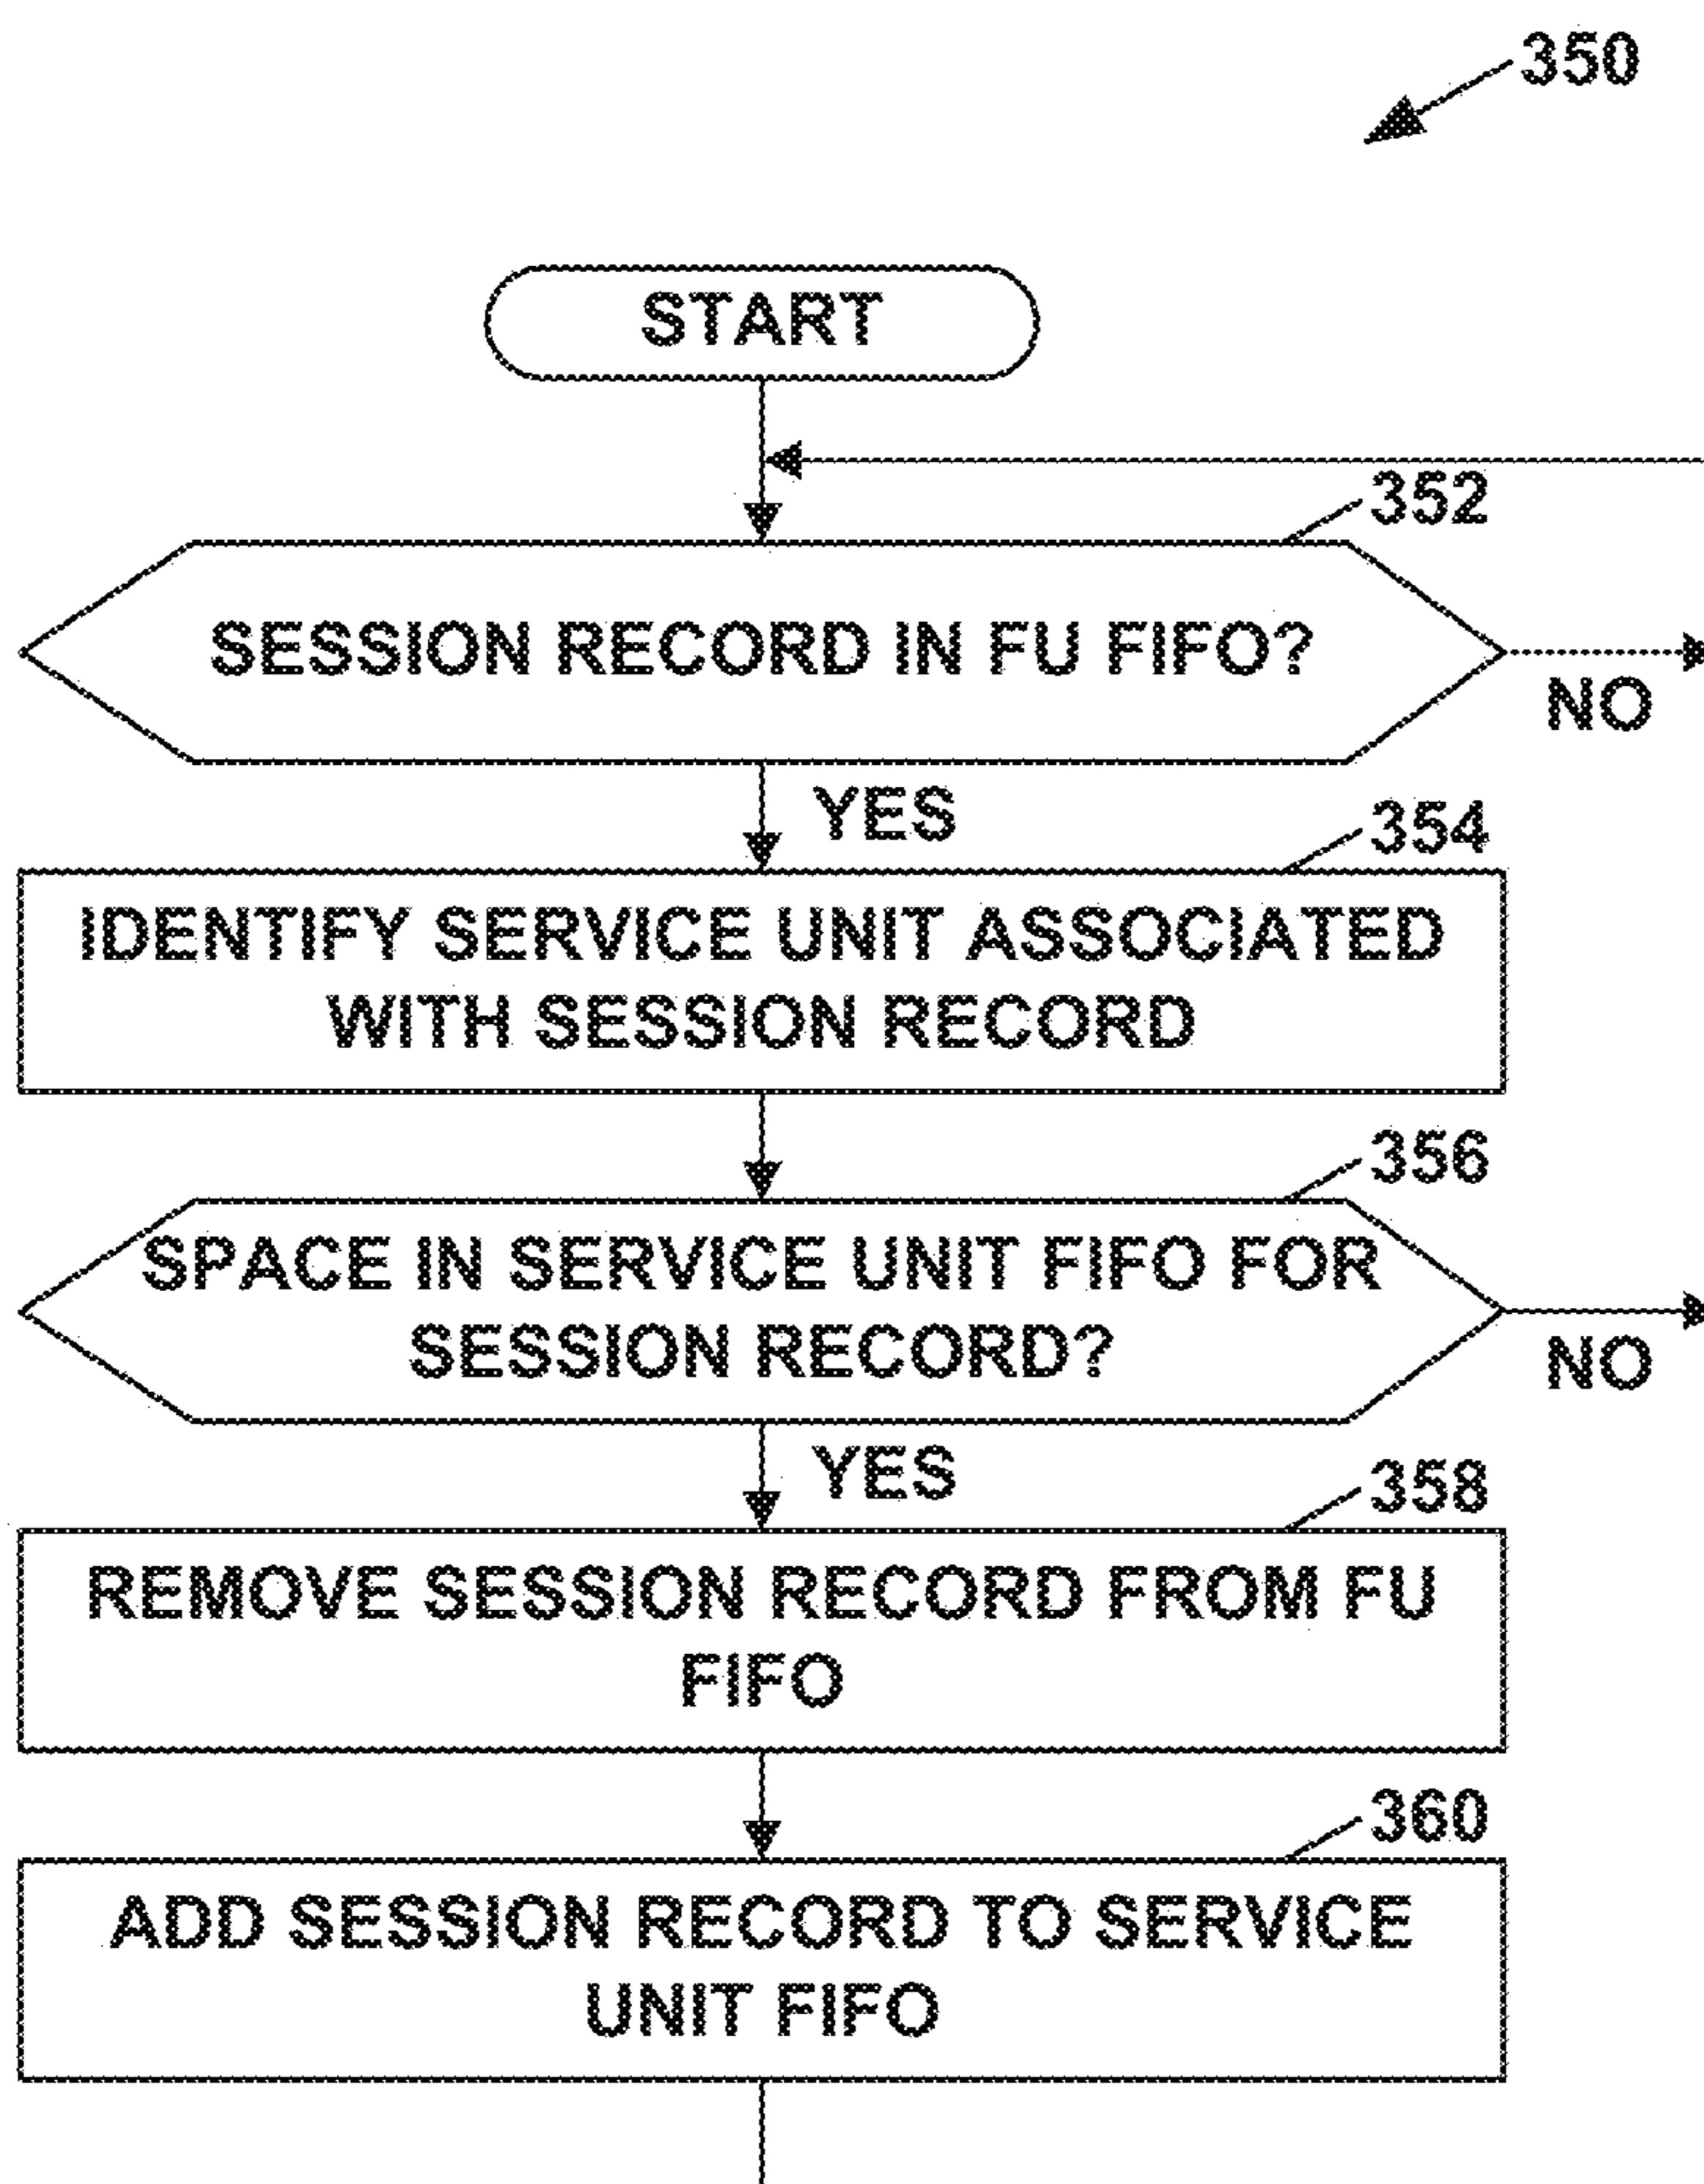 350
START
352
SESSION RECORD IN FU FIFO?
NO
YES
354
IDENTIFY SERVICE UNIT ASSOCIATED
WITH SESSION RECORD
356
SPACE IN SERVICE UNIT FIFO FOR
SESSION RECORD?
NO
YES
358
REMOVE SESSION RECORD FROM FU
FIFO
360
ADD SESSION RECORD TO SERVICE
UNIT FIFO